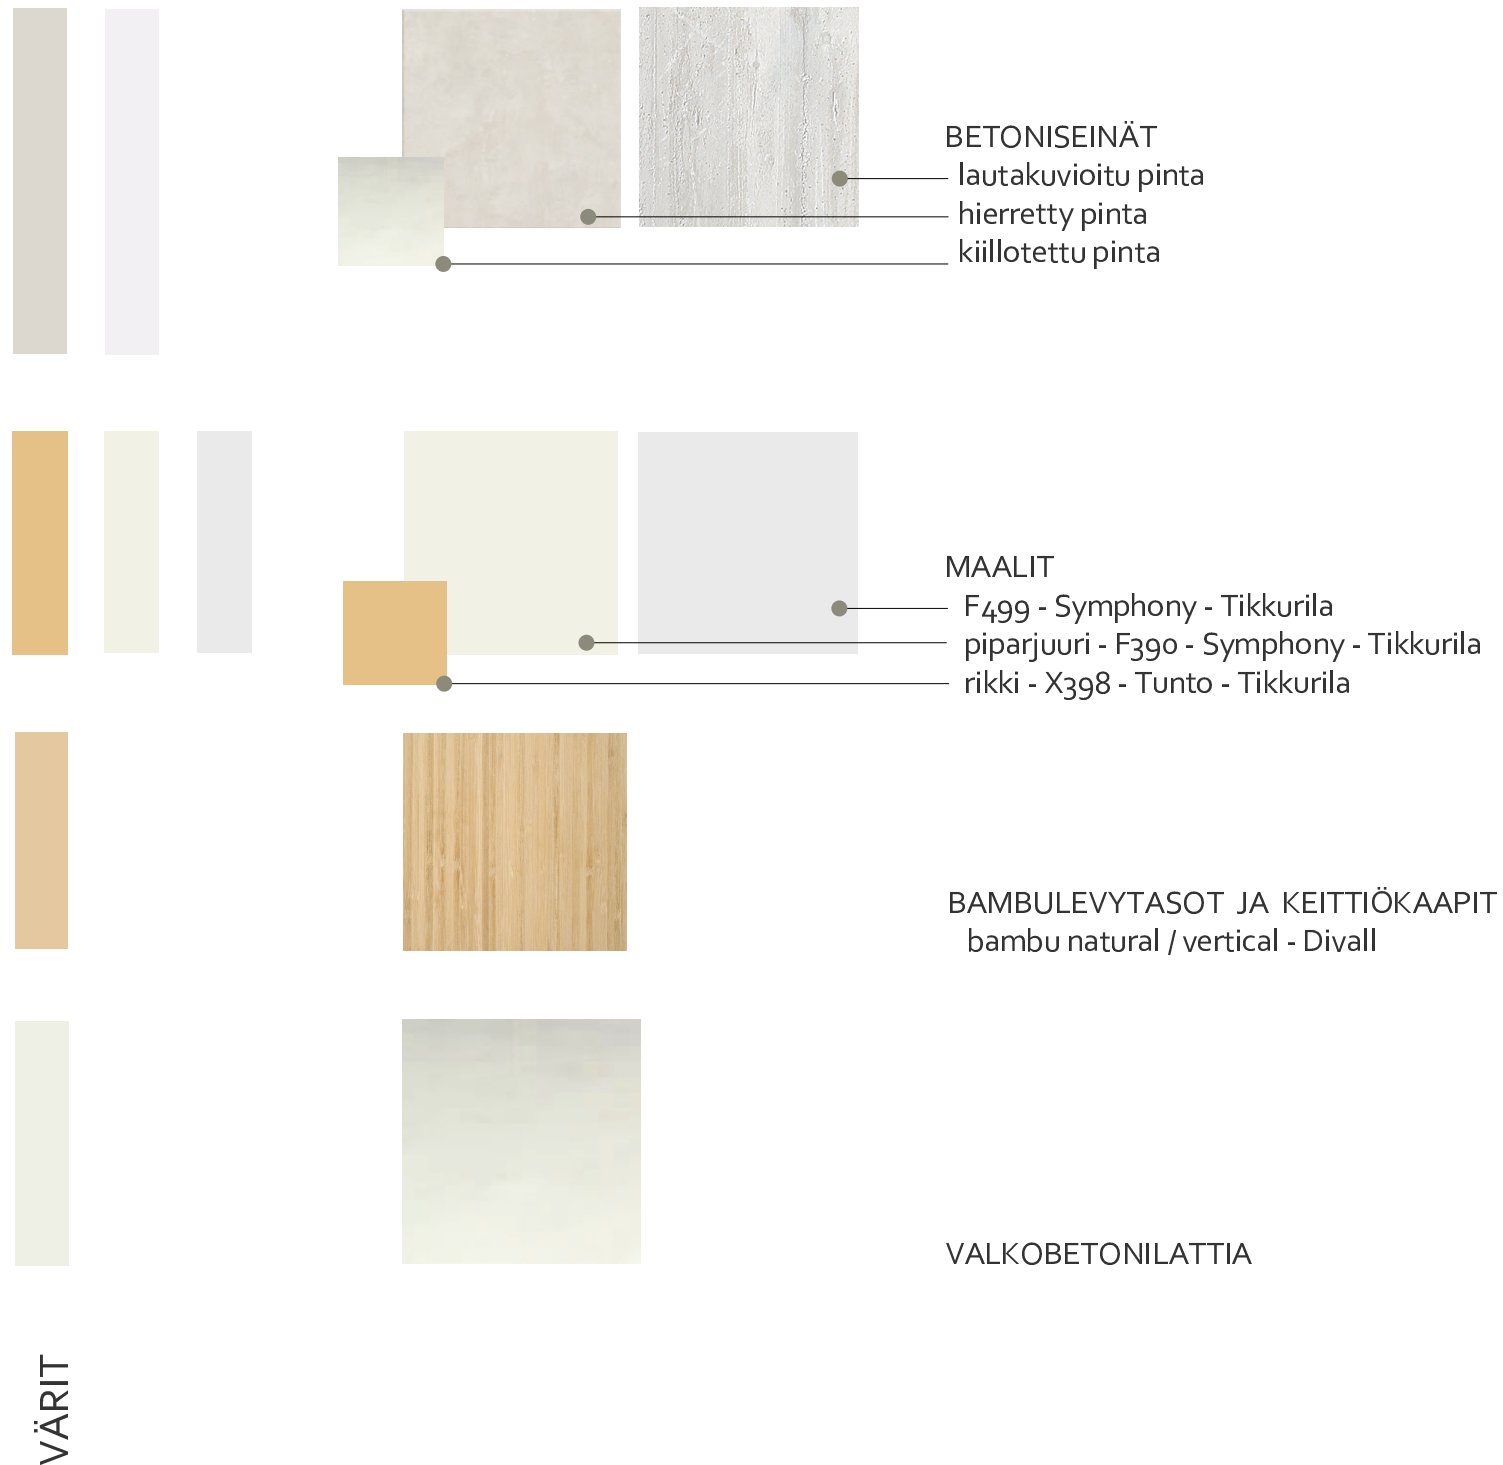 BETONISEINÄT
lautakuvioitu pinta
hierretty pinta
kiillotettu pinta
MAALIT
F499 - Symphony - Tikkurila
piparjuuri - F390 - Symphony - Tikkurila
rikki - X398 - Tunto - Tikkurila
BAMBULEVYTASOT JA KEITTIÖKAAPIT
bambu natural / vertical - Divall
VALKOBETONILATTIA
VÄRIT